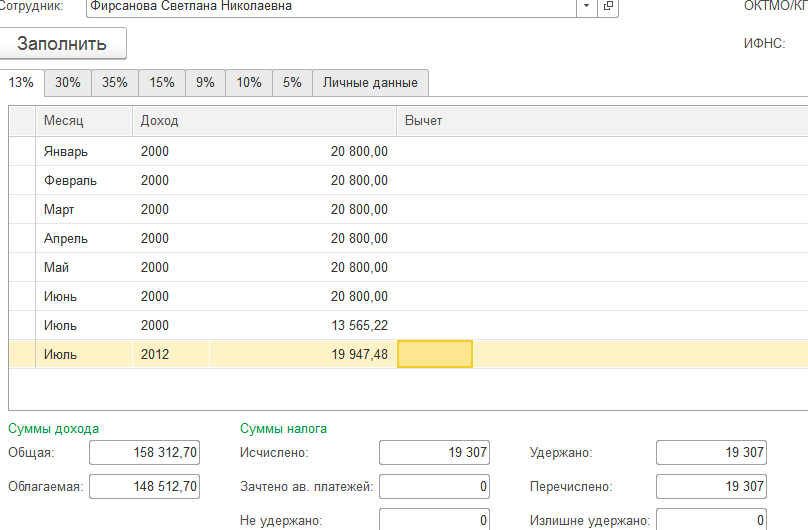 Сотрудник: Фирсанова Светлана Николаевна ОКТМО/КП
Заполнить ИФНС:
13% 30% 35% 15% 9% 10% 5% Личные данные
Месяц Доход Вычет
Январь 2000 20 800,00
Февраль 2000 20 800,00
Март 2000 20 800,00
Апрель 2000 20 800,00
Май 2000 20 800,00
Июнь 2000 20 800,00
Июль 2000 13 565,22
Июль 2012 19 947,48
Суммы дохода Суммы налога
Общая: 158 312,70 Исчислено: 19 307 Удержано: 19 307
Облагаемая: 148 512,70 Зачтено ав. платежей: 0 Перечислено: 19 307
Не удержано: 0 Излишне удержано: 0